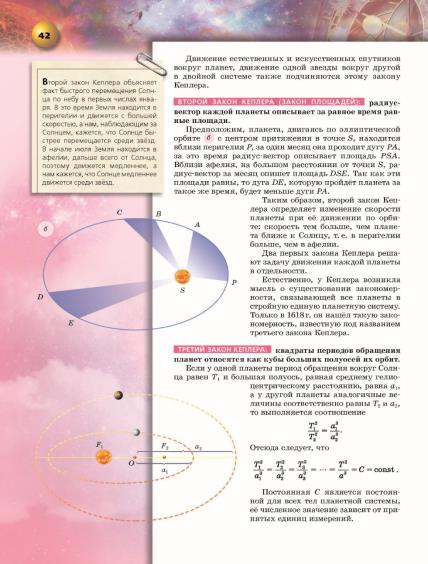 42
Второй закон Кеплера объясняет
факт быстрого перемещения Солн-
ца по небу в первых числах янва-
ря. В это время Земля находится в
перигелии и движется с большей
скоростью, а нам, наблюдающим за
Солнцем, кажется, что Солнце бы-
стрее перемещается среди звёзд.
В начале июля Земля находится в
афелии, дальше всего от Солнца,
поэтому движется медленнее, а
нам кажется, что Солнце медленнее
движется среди звёзд.
Движение естественных и искусственных спутников
вокруг планет, движение одной звезды вокруг другой
в двойной системе также подчиняются этому закону
Кеплера.
ВТОРОЙ ЗАКОН КЕПЛЕРА (ЗАКОН ПЛОЩАДЕЙ): радиус-
вектор каждой планеты описывает за равное время рав-
ные площади.
Предположим, планета, двигаясь по эллиптической
орбите б с центром притяжения в точке S, находится
вблизи перигелия P, за один месяц она проходит дугу PA,
за это время радиус-вектор описывает площадь PSA.
Вблизи афелия, на большом расстоянии от точки S, ра-
диус-вектор за месяц опишет площадь DSE. Так как эти
площади равны, то дуга DE, которую пройдёт планета за
такое же время, будет меньше дуги PA.
Таким образом, второй закон Кеп-
лера определяет изменение скорости
планеты при её движении по орби-
те: скорость тем больше, чем плане-
та ближе к Солнцу, т. е. в перигелии
больше, чем в афелии.
Два первых закона Кеплера реша-
ют задачу движения каждой планеты
в отдельности.
Естественно, у Кеплера возникла
мысль о существовании закономер-
ности, связывающей все планеты в
стройную единую планетную систему.
Только в 1618 г. он нашёл такую зако-
номерность, известную под названием
третьего закона Кеплера.
б
C
B
A
D
E
S
P
ТРЕТИЙ ЗАКОН КЕПЛЕРА: квадраты периодов обращения
планет относятся как кубы больших полуосей их орбит.
Если у одной планеты период обращения вокруг Солн-
ца равен T₁ и большая полуось, равная среднему гелио-
центрическому расстоянию, равна a₁,
а у другой планеты аналогичные ве-
личины соответственно равны T₂ и a₂,
то выполняется соотношение
T₁²/T₂² = a₁³/a₂³.
Отсюда следует, что
T₁²/a₁³ = T₂²/a₂³ = T₃²/a₃³ = ... = T²/a³ = C = const.
Постоянная C является постоян-
ной для всех тел планетной системы,
её численное значение зависит от при-
нятых единиц измерений.
F₁
F₂
a₂
O
a₁